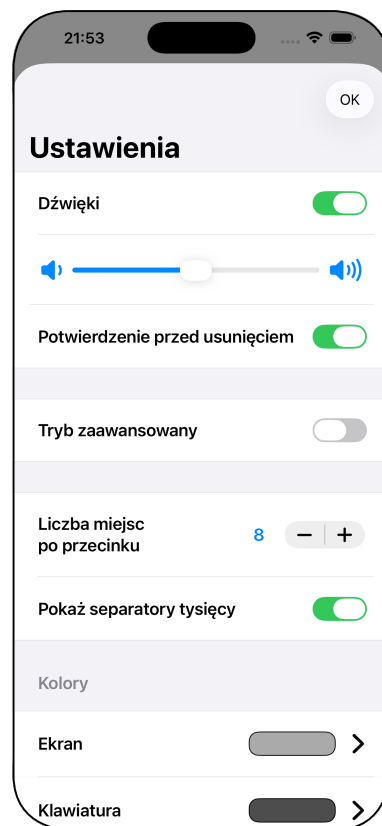 21:53
OK
Ustawienia
Dźwięki
Potwierdzenie przed usunięciem
Tryb zaawansowany
Liczba miejsc
po przecinku
8
Pokaż separatory tysięcy
Kolory
Ekran
Klawiatura